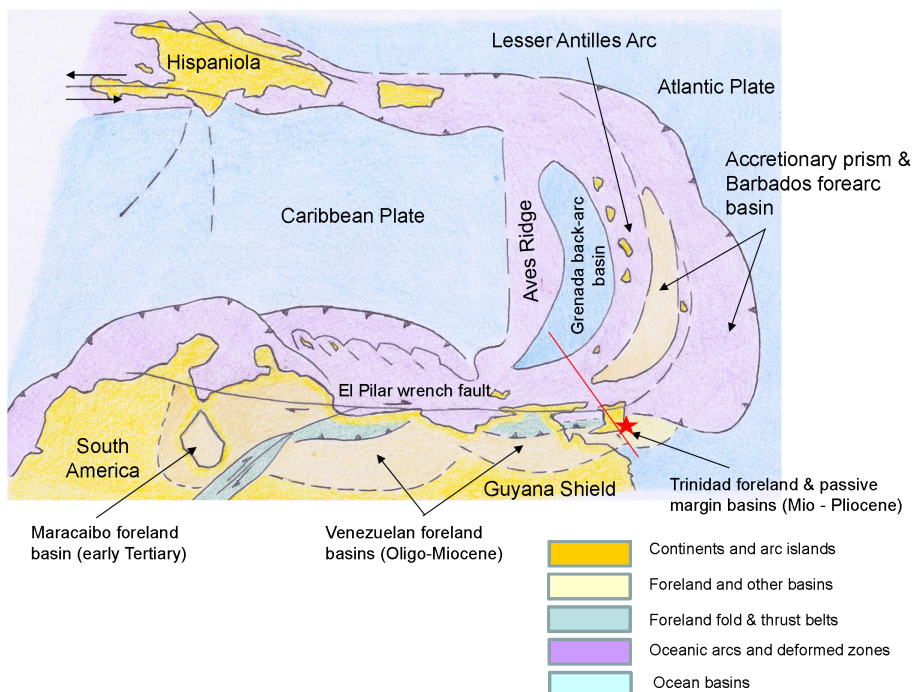 Lesser Antilles Arc
Hispaniola
Atlantic Plate
Accretionary prism &
Barbados forearc
basin
Caribbean Plate
Aves Ridge
Grenada back-arc
basin
El Pilar wrench fault
South
America
Guyana Shield
Trinidad foreland & passive
margin basins (Mio - Pliocene)
Maracaibo foreland
basin (early Tertiary)
Venezuelan foreland
basins (Oligo-Miocene)
Continents and arc islands
Foreland and other basins
Foreland fold & thrust belts
Oceanic arcs and deformed zones
Ocean basins